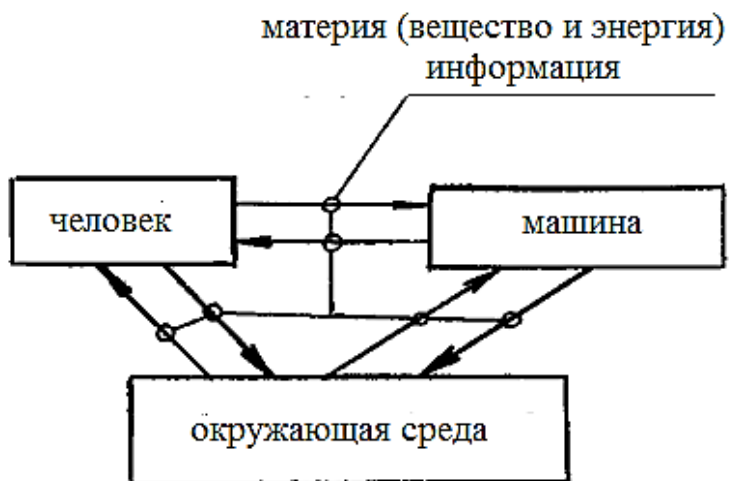 материя (вещество и энергия)
информация
человек
машина
окружающая среда